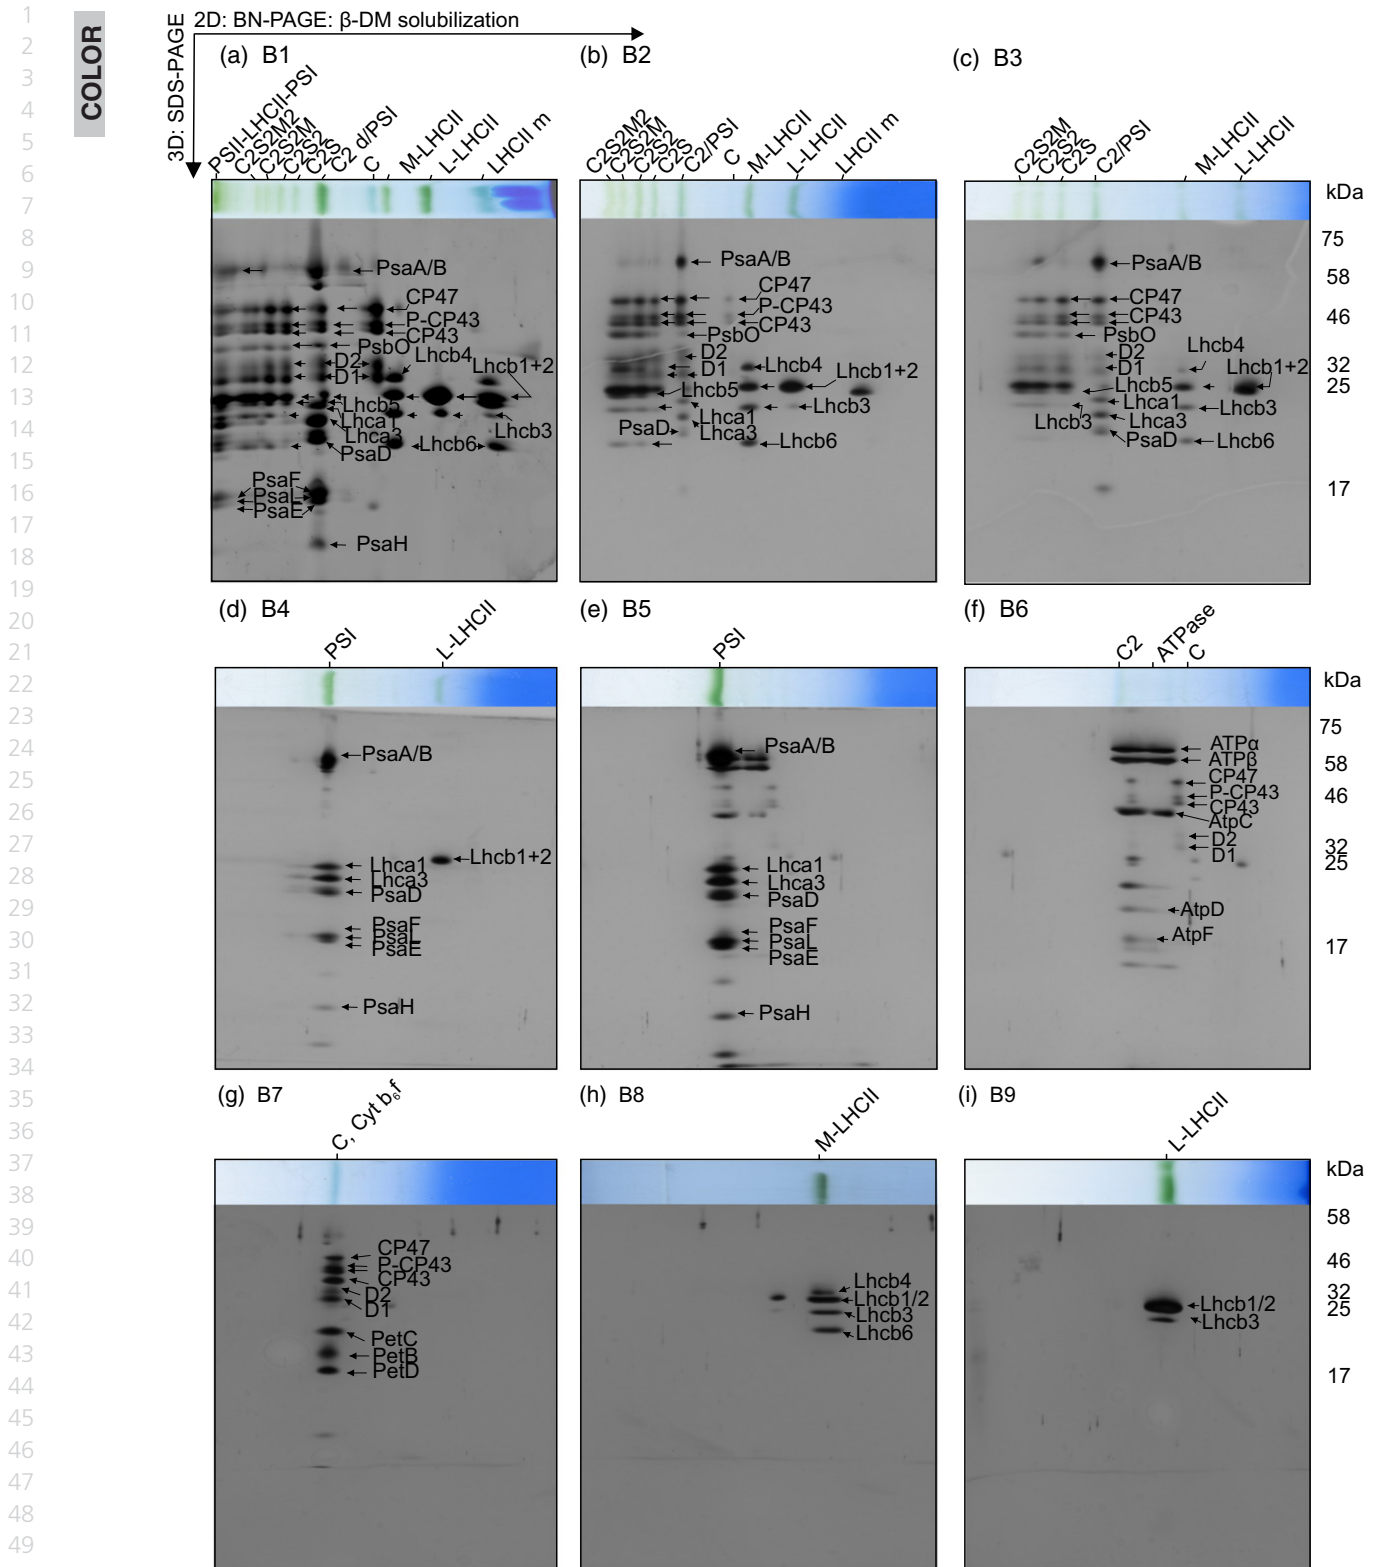 1
2
3
4
5
6
7
8
9
10
11
12
13
14
15
16
17
18
19
20
21
22
23
24
25
26
27
28
29
30
31
32
33
34
35
36
37
38
39
40
41
42
43
44
45
46
47
48
49
COLOR
3D: SDS-PAGE
2D: BN-PAGE: β-DM solubilization
(a) B1
PSII-LHCII-PSI
C2S2M2
C2S2M
C2S2
C2S
C2 d/PSI
C
M-LHCII
L-LHCII
LHCII m
PsaA/B
CP47
P-CP43
CP43
PsbO
D2
D1
Lhcb4
Lhcb1+2
Lhcb5
Lhca1
Lhca3
Lhcb3
PsaD
Lhcb6
PsaF
PsaL
PsaE
PsaH
(b) B2
C2S2M2
C2S2M
C2S2
C2S
C2/PSI
C
M-LHCII
L-LHCII
LHCII m
PsaA/B
CP47
P-CP43
CP43
PsbO
D2
D1
Lhcb4
Lhcb1+2
Lhcb5
Lhcb3
Lhca1
PsaD
Lhca3
Lhcb6
(c) B3
C2S2M
C2S2
C2S
C2/PSI
M-LHCII
L-LHCII
PsaA/B
CP47
CP43
PsbO
Lhcb4
D2
D1
Lhcb1+2
Lhcb5
Lhca1
Lhcb3
Lhcb3
Lhca3
PsaD
Lhcb6
kDa
75
58
46
32
25
17
(d) B4
PSI
L-LHCII
PsaA/B
Lhcb1+2
Lhca1
Lhca3
PsaD
PsaF
PsaL
PsaE
PsaH
(e) B5
PSI
PsaA/B
Lhca1
Lhca3
PsaD
PsaF
PsaL
PsaE
PsaH
(f) B6
C2
ATPase
C
ATPα
ATPβ
CP47
P-CP43
CP43
AtpC
D2
D1
AtpD
AtpF
kDa
75
58
46
32
25
17
(g) B7
C, Cyt b₆f
CP47
P-CP43
CP43
D2
D1
PetC
PetB
PetD
(h) B8
M-LHCII
Lhcb4
Lhcb1/2
Lhcb3
Lhcb6
(i) B9
L-LHCII
Lhcb1/2
Lhcb3
kDa
58
46
32
25
17